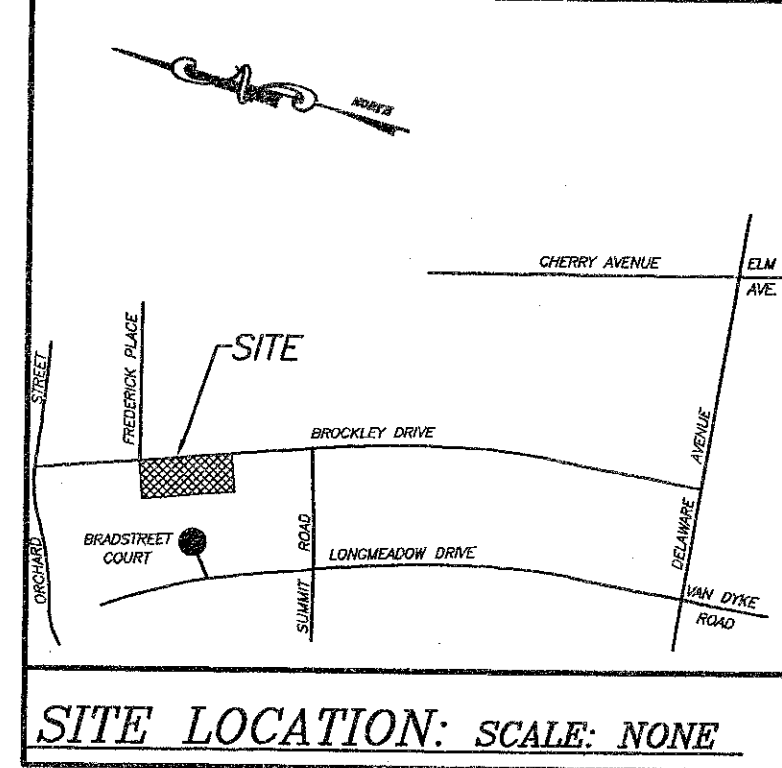 NORTH
CHERRY AVENUE
ELM
AVE.
STREET
FREDERICK PLACE
SITE
BROCKLEY DRIVE
AVENUE
BRADSTREET
COURT
ORCHARD
ROAD
SUMMIT
LONGMEADOW DRIVE
DELAWARE
VAN DYKE
ROAD
SITE LOCATION: SCALE: NONE